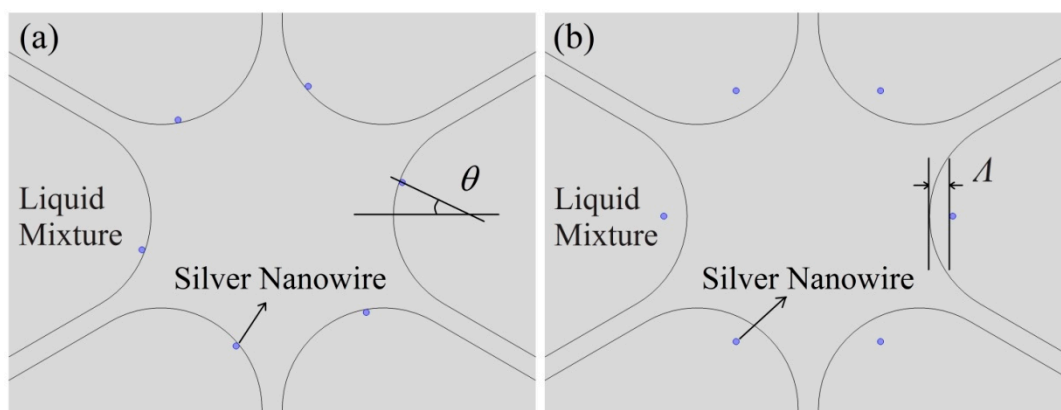 (a)
θ
Liquid
Mixture
Silver Nanowire
(b)
Λ
Liquid
Mixture
Silver Nanowire